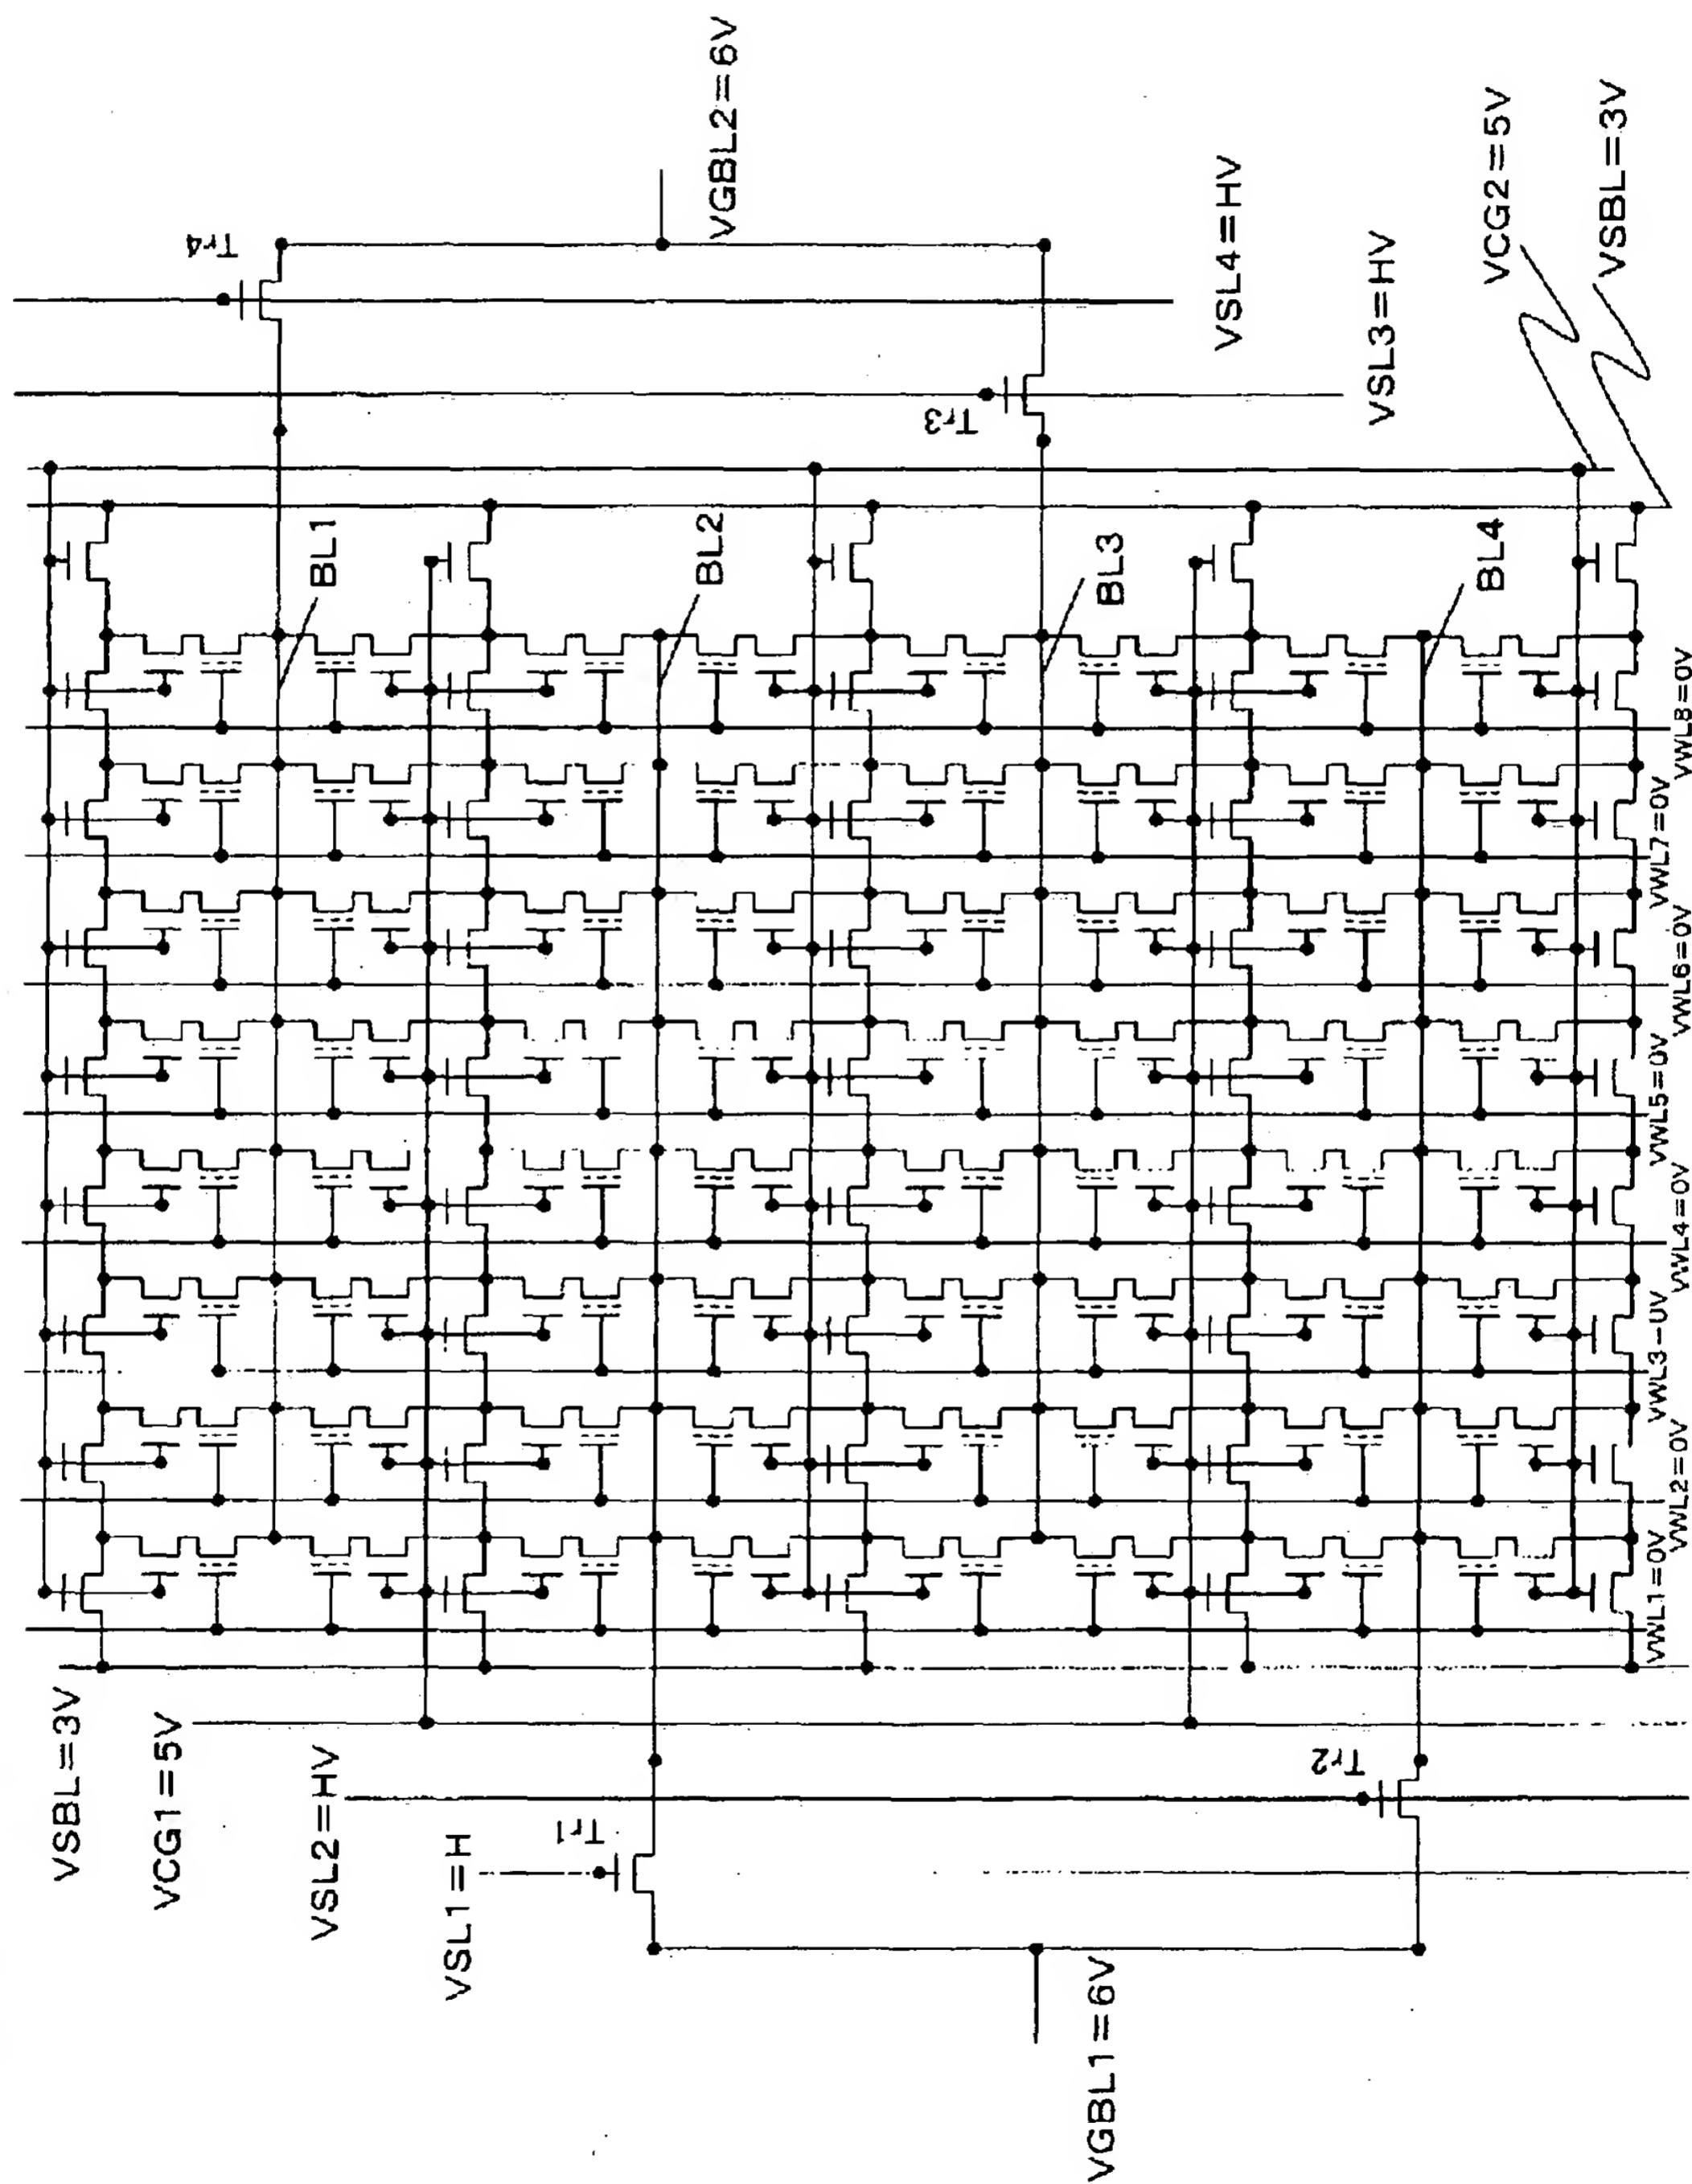 VSBL=3V
VCG1=5V
VSL2=HV
VSL1=H
VGBL1=6V
Tr1
Tr2
Tr3
Tr4
BL1
BL2
BL3
BL4
VGBL2=6V
VSL4=HV
VSL3=HV
VCG2=5V
VSBL=3V
VWL1=0V
VWL2=0V
VWL3-0V
VWL4=0V
VWL5=0V
VWL6=0V
VWL7=0V
VWL8=0V